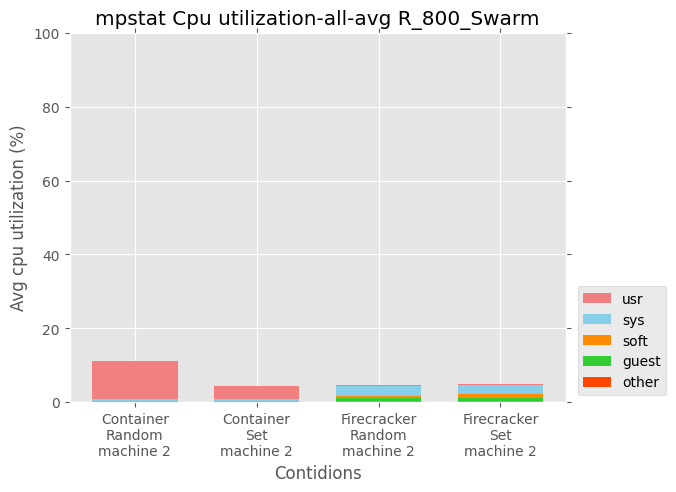 mpstat Cpu utilization-all-avg R_800_Swarm
Avg cpu utilization (%)
100
80
60
40
20
0
usr
sys
soft
guest
other
Container
Random
machine 2
Container
Set
machine 2
Firecracker
Random
machine 2
Firecracker
Set
machine 2
Contidions